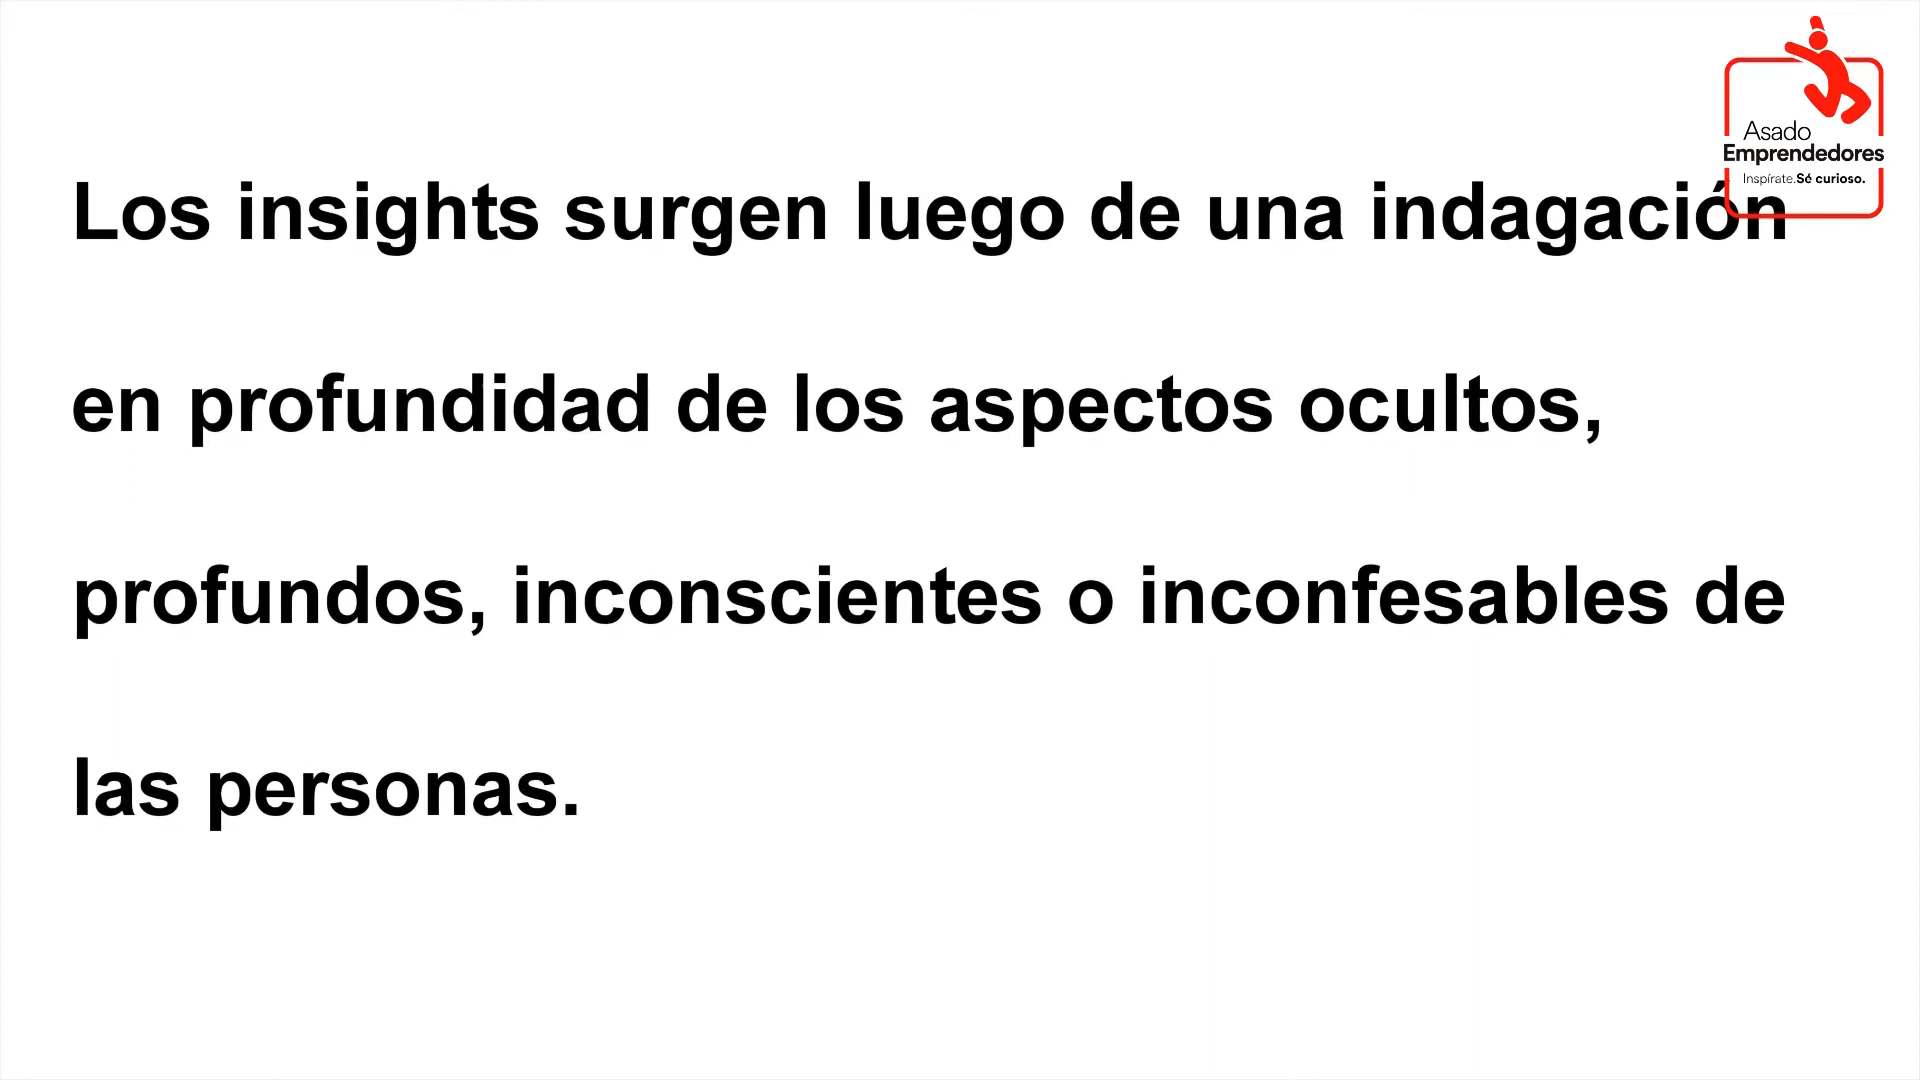 Asado
Emprendedores
Inspírate.Sé curioso.
Los insights surgen luego de una indagación
en profundidad de los aspectos ocultos,
profundos, inconscientes o inconfesables de
las personas.